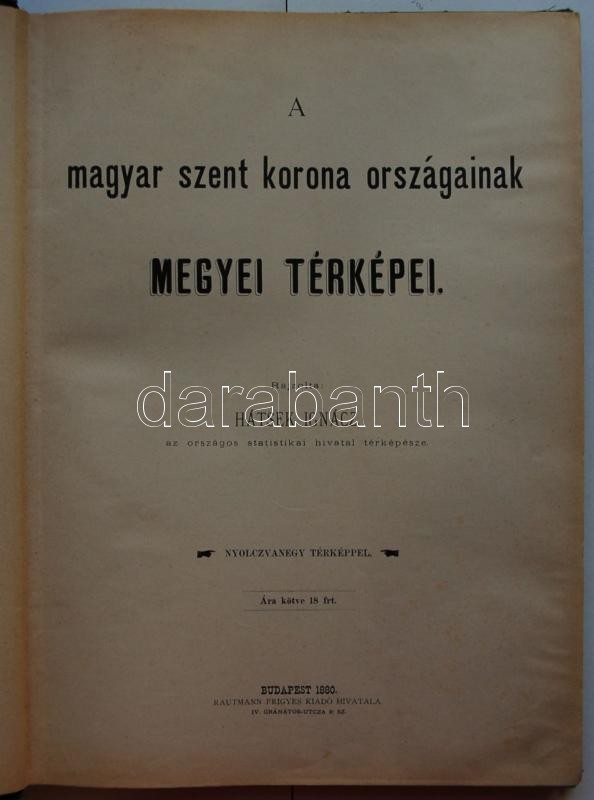 A
magyar szent korona országainak
MEGYEI TÉRKÉPEI.
Rajzolta:
HÁTSEK IGNÁCZ
az országos statistikai hivatal térképésze.
darabanth
NYOLCZVANEGY TÉRKÉPPEL.
Ára kötve 18 frt.
BUDAPEST 1880.
RAUTMANN FRIGYES KIADÓ HIVATALA
IV. GRÁNÁTOS-UTCZA SZ.